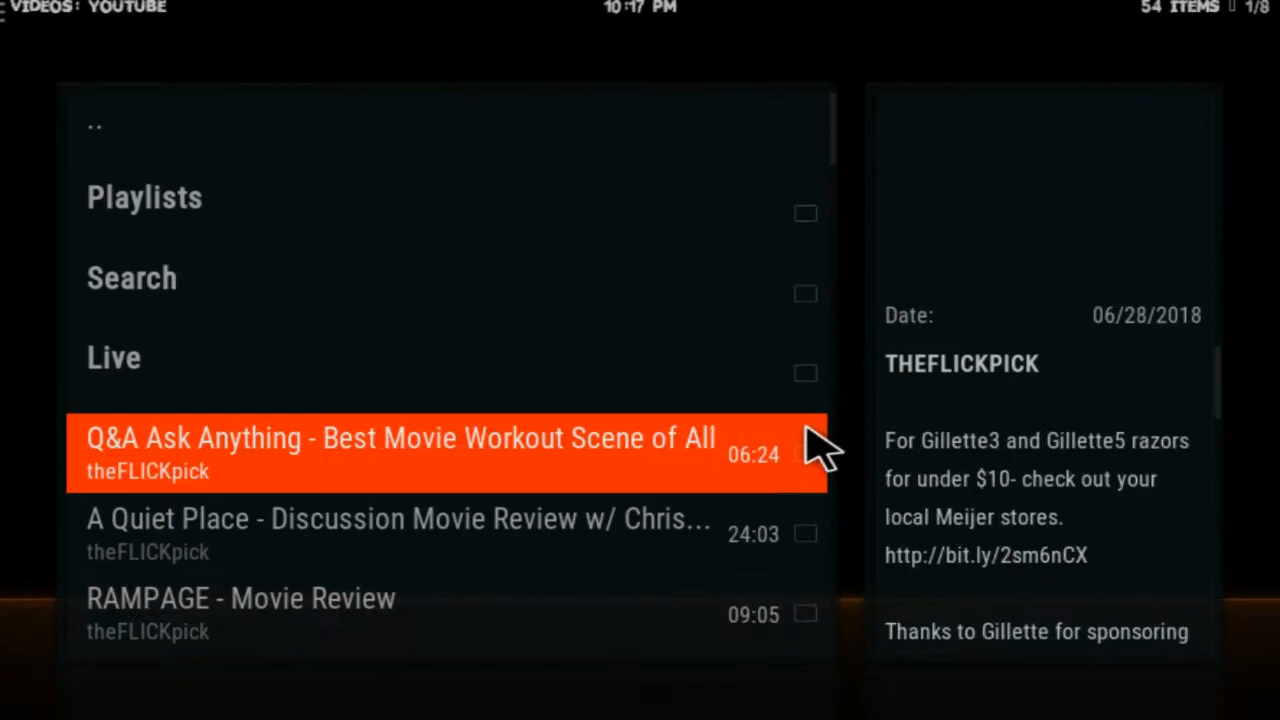 VIDEOS: YOUTUBE
10:17 PM
54 ITEMS 1/8
..
Playlists
Search
Live
Q&A Ask Anything - Best Movie Workout Scene of All
theFLICKpick
06:24
A Quiet Place - Discussion Movie Review w/ Chris...
theFLICKpick
24:03
RAMPAGE - Movie Review
theFLICKpick
09:05
Date: 06/28/2018
THEFLICKPICK
For Gillette3 and Gillette5 razors
for under $10- check out your
local Meijer stores.
http://bit.ly/2sm6nCX
Thanks to Gillette for sponsoring